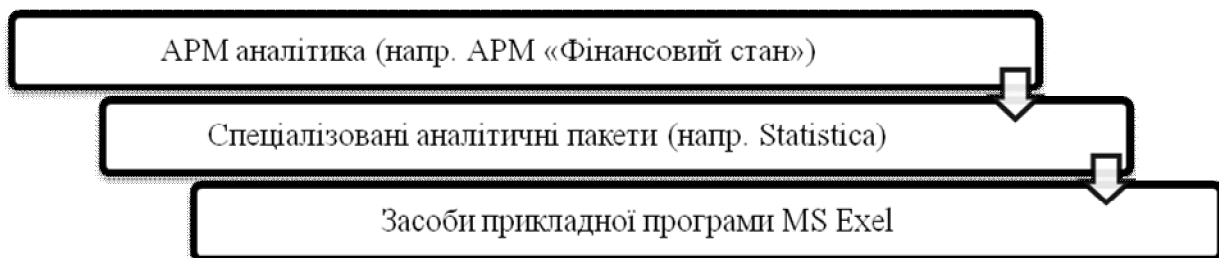 АРМ аналітика (напр. АРМ «Фінансовий стан»)
Спеціалізовані аналітичні пакети (напр. Statistica)
Засоби прикладної програми MS Exel